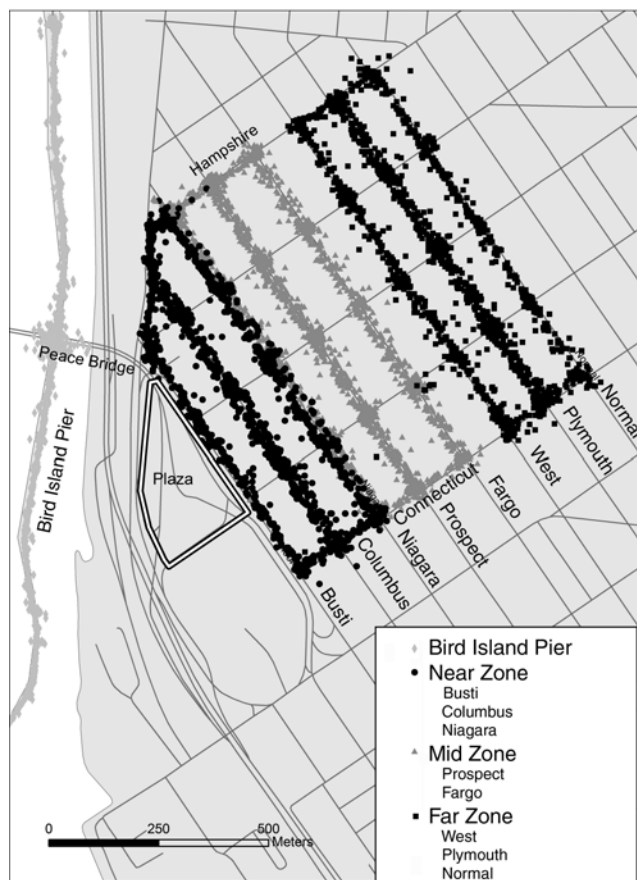 Hampshire
Peace Bridge
Bird Island Pier
Plaza
Normal
Plymouth
West
Connecticut
Fargo
Prospect
Niagara
Columbus
Busti
Bird Island Pier
Near Zone
Busti
Columbus
Niagara
Mid Zone
Prospect
Fargo
Far Zone
West
Plymouth
Normal
0 250 500
Meters